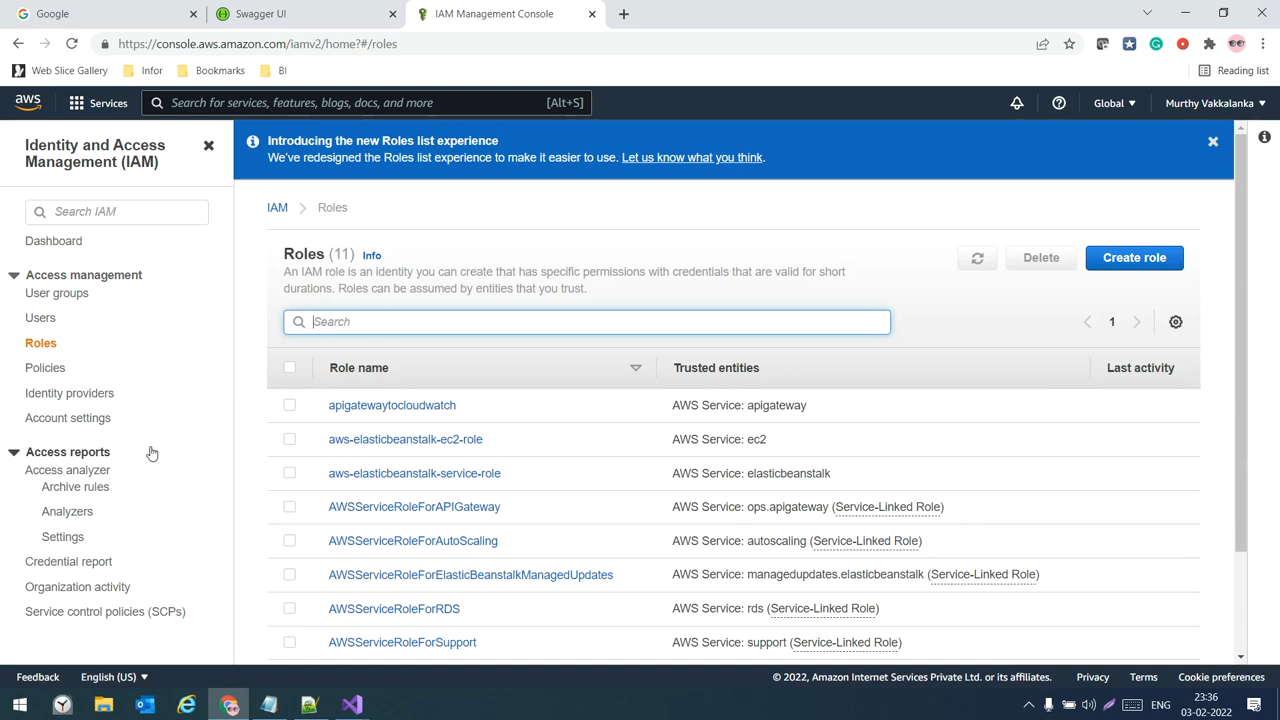 Google
Swagger UI
IAM Management Console
https://console.aws.amazon.com/iamv2/home?#/roles
Web Slice Gallery
Infor
Bookmarks
BI
Reading list
aws
Services
Search for services, features, blogs, docs, and more
[Alt+S]
Global
Murthy Vakkalanka
Identity and Access
Management (IAM)
Search IAM
Dashboard
Access management
User groups
Users
Roles
Policies
Identity providers
Account settings
Access reports
Access analyzer
Archive rules
Analyzers
Settings
Credential report
Organization activity
Service control policies (SCPs)
Introducing the new Roles list experience
We've redesigned the Roles list experience to make it easier to use. Let us know what you think.
IAM
Roles
Roles (11) Info
An IAM role is an identity you can create that has specific permissions with credentials that are valid for short
durations. Roles can be assumed by entities that you trust.
Delete
Create role
Search
1
Role name
Trusted entities
Last activity
apigatewaytocloudwatch
AWS Service: apigateway
aws-elasticbeanstalk-ec2-role
AWS Service: ec2
aws-elasticbeanstalk-service-role
AWS Service: elasticbeanstalk
AWSServiceRoleForAPIGateway
AWS Service: ops.apigateway (Service-Linked Role)
AWSServiceRoleForAutoScaling
AWS Service: autoscaling (Service-Linked Role)
AWSServiceRoleForElasticBeanstalkManagedUpdates
AWS Service: managedupdates.elasticbeanstalk (Service-Linked Role)
AWSServiceRoleForRDS
AWS Service: rds (Service-Linked Role)
AWSServiceRoleForSupport
AWS Service: support (Service-Linked Role)
Feedback
English (US)
© 2022, Amazon Internet Services Private Ltd. or its affiliates.
Privacy
Terms
Cookie preferences
ENG
23:36
03-02-2022